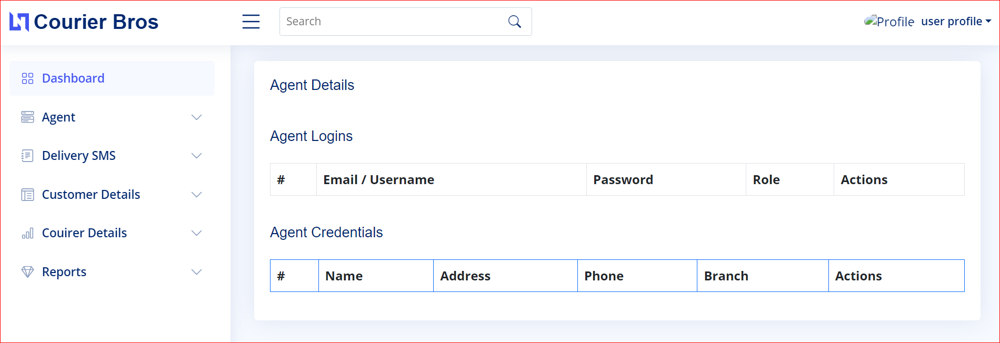 Courier Bros
Search
Profile
user profile
Dashboard
Agent
Delivery SMS
Customer Details
Couirer Details
Reports
Agent Details
Agent Logins
# Email / Username Password Role Actions
Agent Credentials
# Name Address Phone Branch Actions